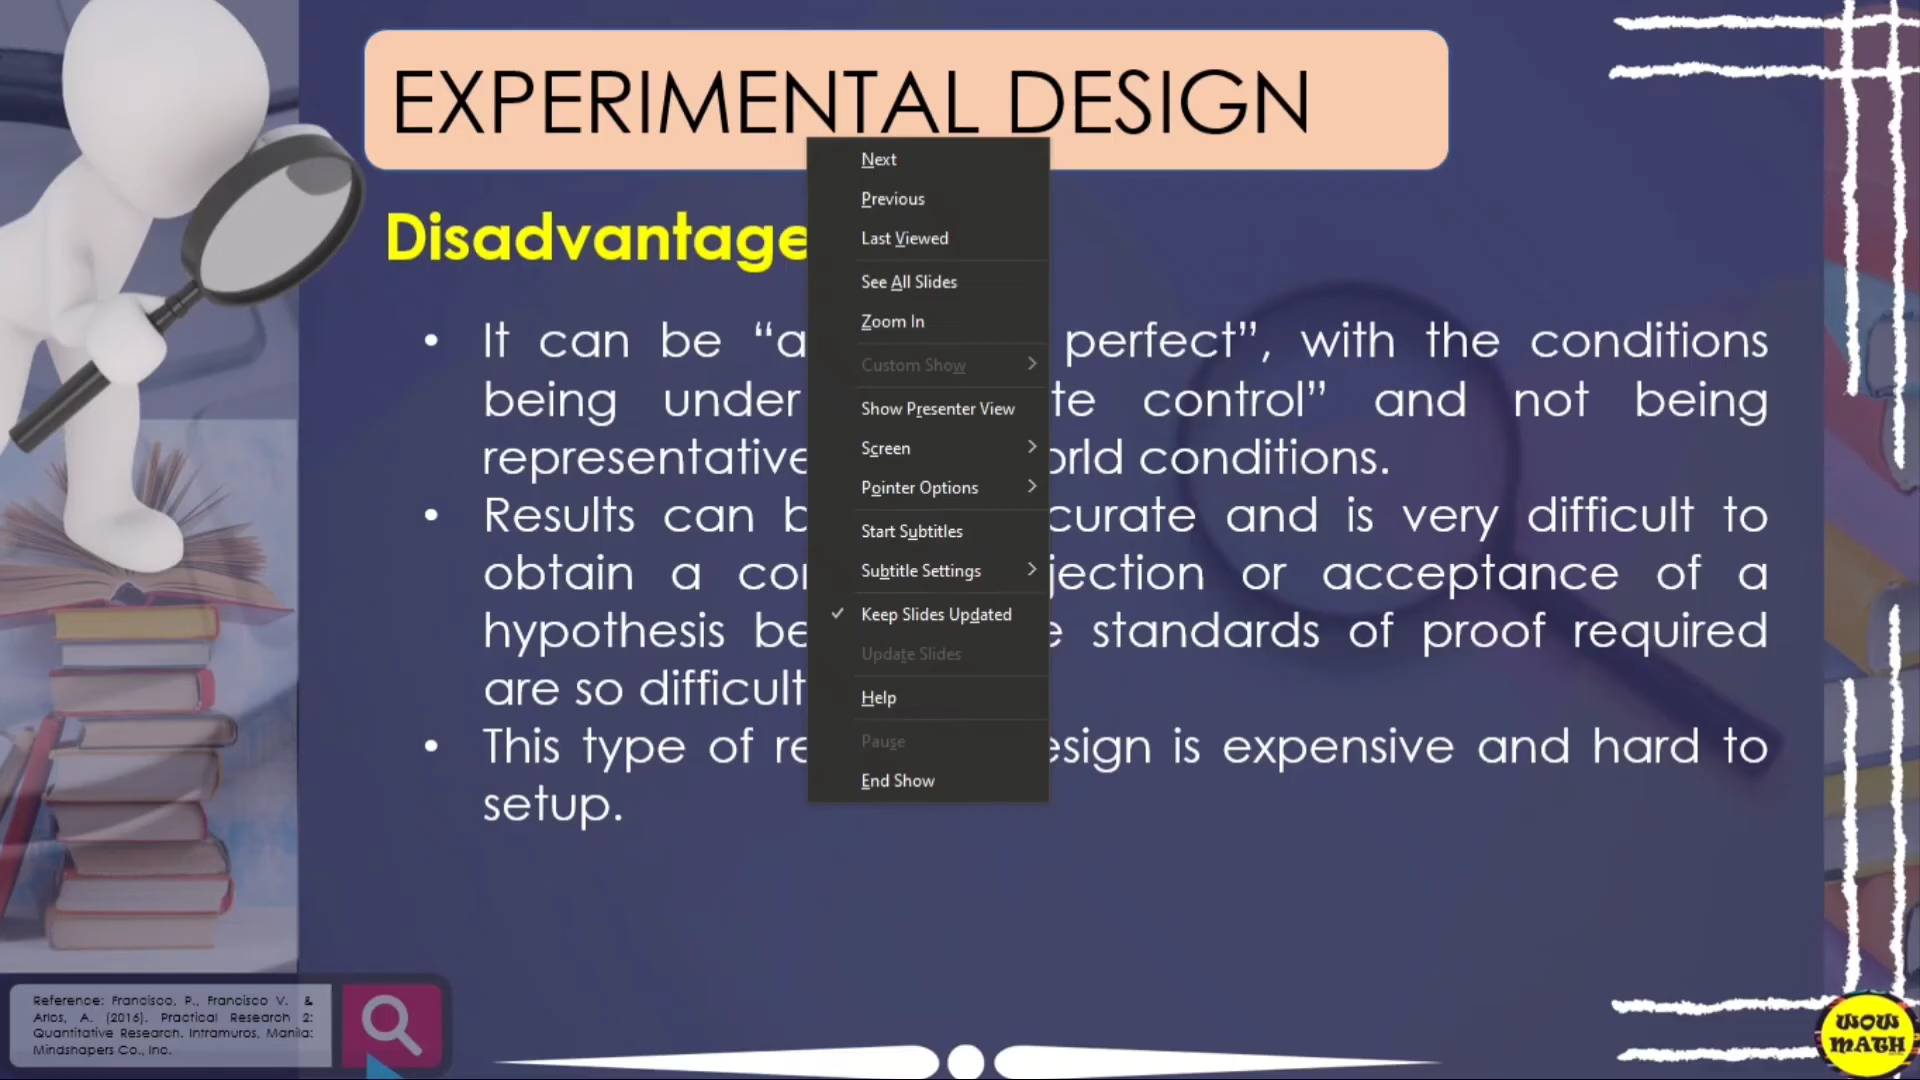 EXPERIMENTAL DESIGN
Disadvantage
It can be “a perfect”, with the conditions
being under te control” and not being
representative orld conditions.
Results can b curate and is very difficult to
obtain a co jection or acceptance of a
hypothesis be e standards of proof required
are so difficult
This type of re esign is expensive and hard to
setup.
Next
Previous
Last Viewed
See All Slides
Zoom In
Custom Show
Show Presenter View
Screen
Pointer Options
Start Subtitles
Subtitle Settings
Keep Slides Updated
Update Slides
Help
Pause
End Show
Reference: Francisco, P., Francisco V. &
Arlos, A. (2016). Practical Research 2:
Quantitative Research. Intramuros, Manila:
Mindshapers Co., Inc.
WOW
MATH